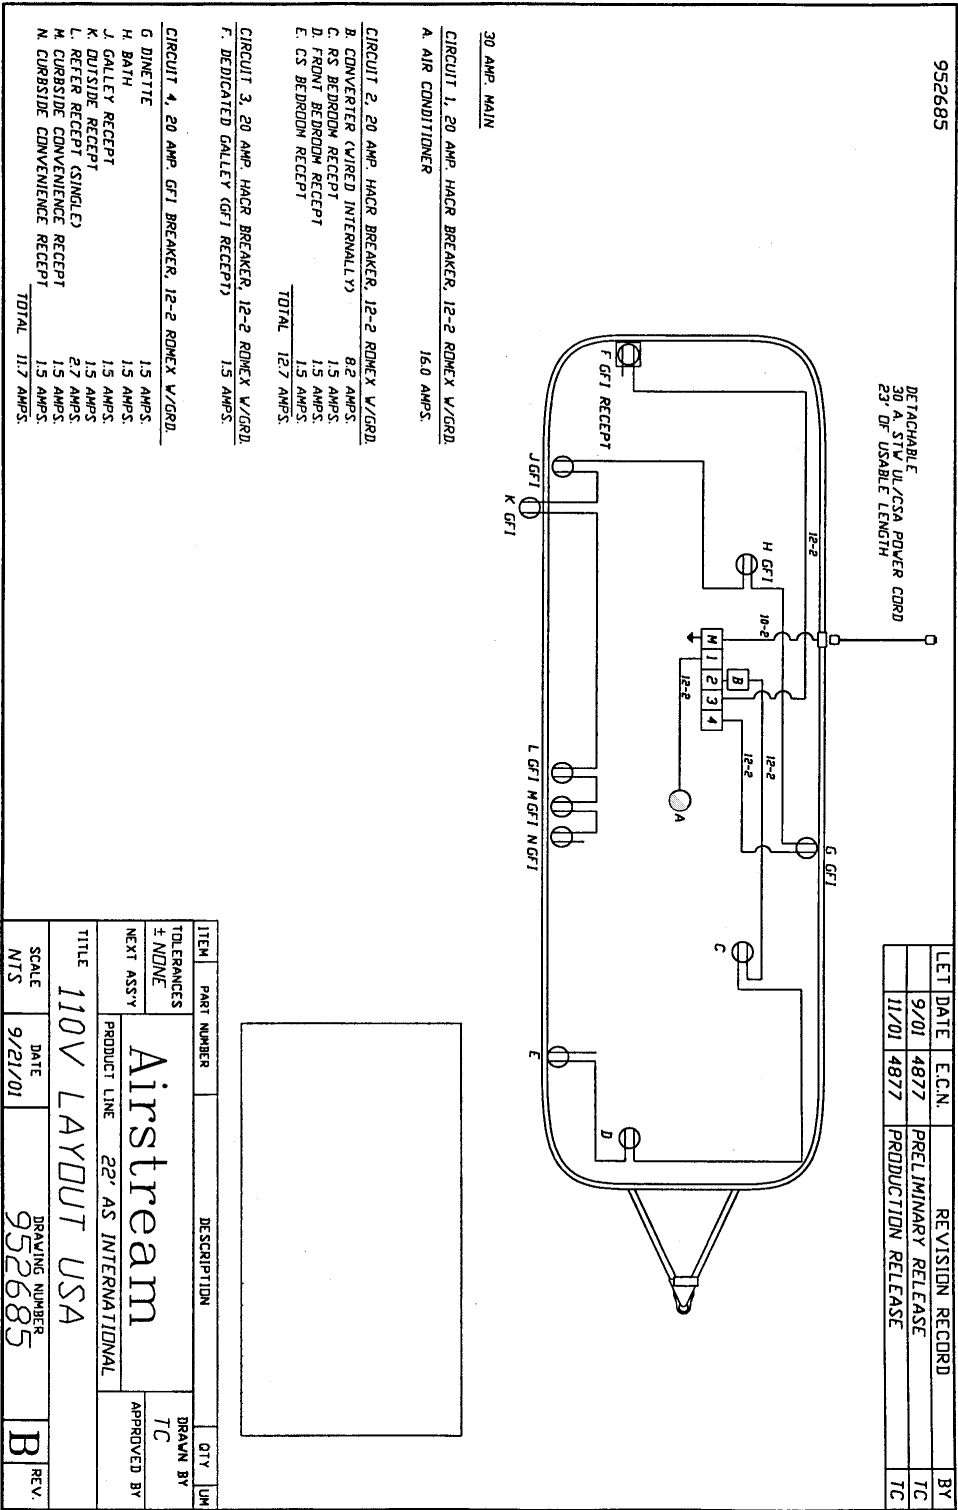 952685
DETACHABLE
30 A. STW UL/CSA POWER CORD
23' OF USABLE LENGTH
LET DATE E.C.N. REVISION RECORD BY
9/01 4877 PRELIMINARY RELEASE TC
11/01 4877 PRODUCTION RELEASE TC
12-2
H GFI
10-2
G GFI
M 1 2 3 4
B
12-2
12-2
12-2
A
C
D
E
F GFI RECEPT
J GFI
K GFI
L GFI M GFI N GFI
30 AMP. MAIN
CIRCUIT 1, 20 AMP. HACR BREAKER, 12-2 ROMEX W/GRD.
A. AIR CONDITIONER 16.0 AMPS.
CIRCUIT 2, 20 AMP. HACR BREAKER, 12-2 ROMEX W/GRD.
B. CONVERTER (WIRED INTERNALLY) 8.2 AMPS.
C. RS BEDROOM RECEPT 1.5 AMPS.
D. FRONT BEDROOM RECEPT 1.5 AMPS.
E. CS BEDROOM RECEPT 1.5 AMPS.
TOTAL 12.7 AMPS.
CIRCUIT 3, 20 AMP. HACR BREAKER, 12-2 ROMEX W/GRD.
F. DEDICATED GALLEY (GFI RECEPT) 1.5 AMPS.
CIRCUIT 4, 20 AMP. GFI BREAKER, 12-2 ROMEX W/GRD.
G DINETTE 1.5 AMPS.
H. BATH 1.5 AMPS.
J. GALLEY RECEPT 1.5 AMPS.
K. OUTSIDE RECEPT 1.5 AMPS
L. REFER RECEPT (SINGLE) 2.7 AMPS.
M. CURBSIDE CONVENIENCE RECEPT 1.5 AMPS.
N. CURBSIDE CONVENIENCE RECEPT 1.5 AMPS.
TOTAL 11.7 AMPS.
ITEM PART NUMBER DESCRIPTION QTY UM
TOLERANCES
± NONE
NEXT ASS'Y
Airstream
PRODUCT LINE 22' AS INTERNATIONAL
DRAWN BY
TC
APPROVED BY
TITLE 110V LAYOUT USA
SCALE
NTS
DATE
9/21/01
DRAWING NUMBER
952685
REV.
B